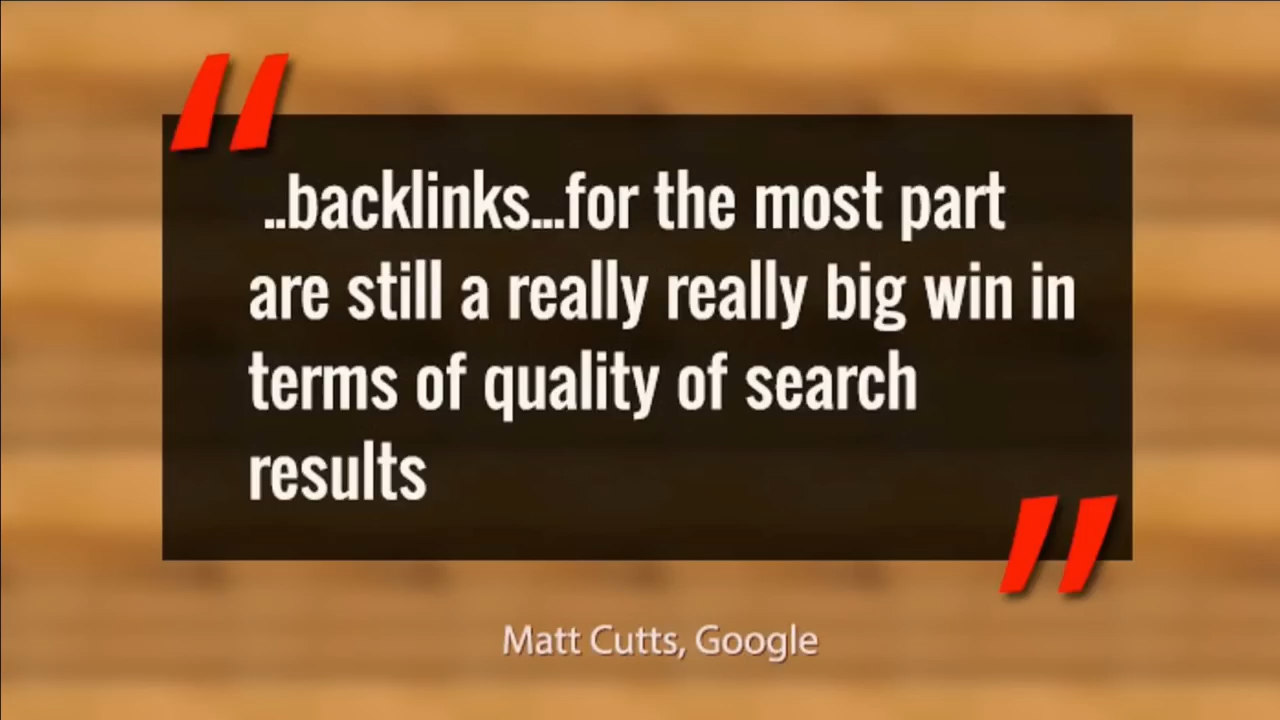 "
..backlinks...for the most part
are still a really really big win in
terms of quality of search
results
"
Matt Cutts, Google